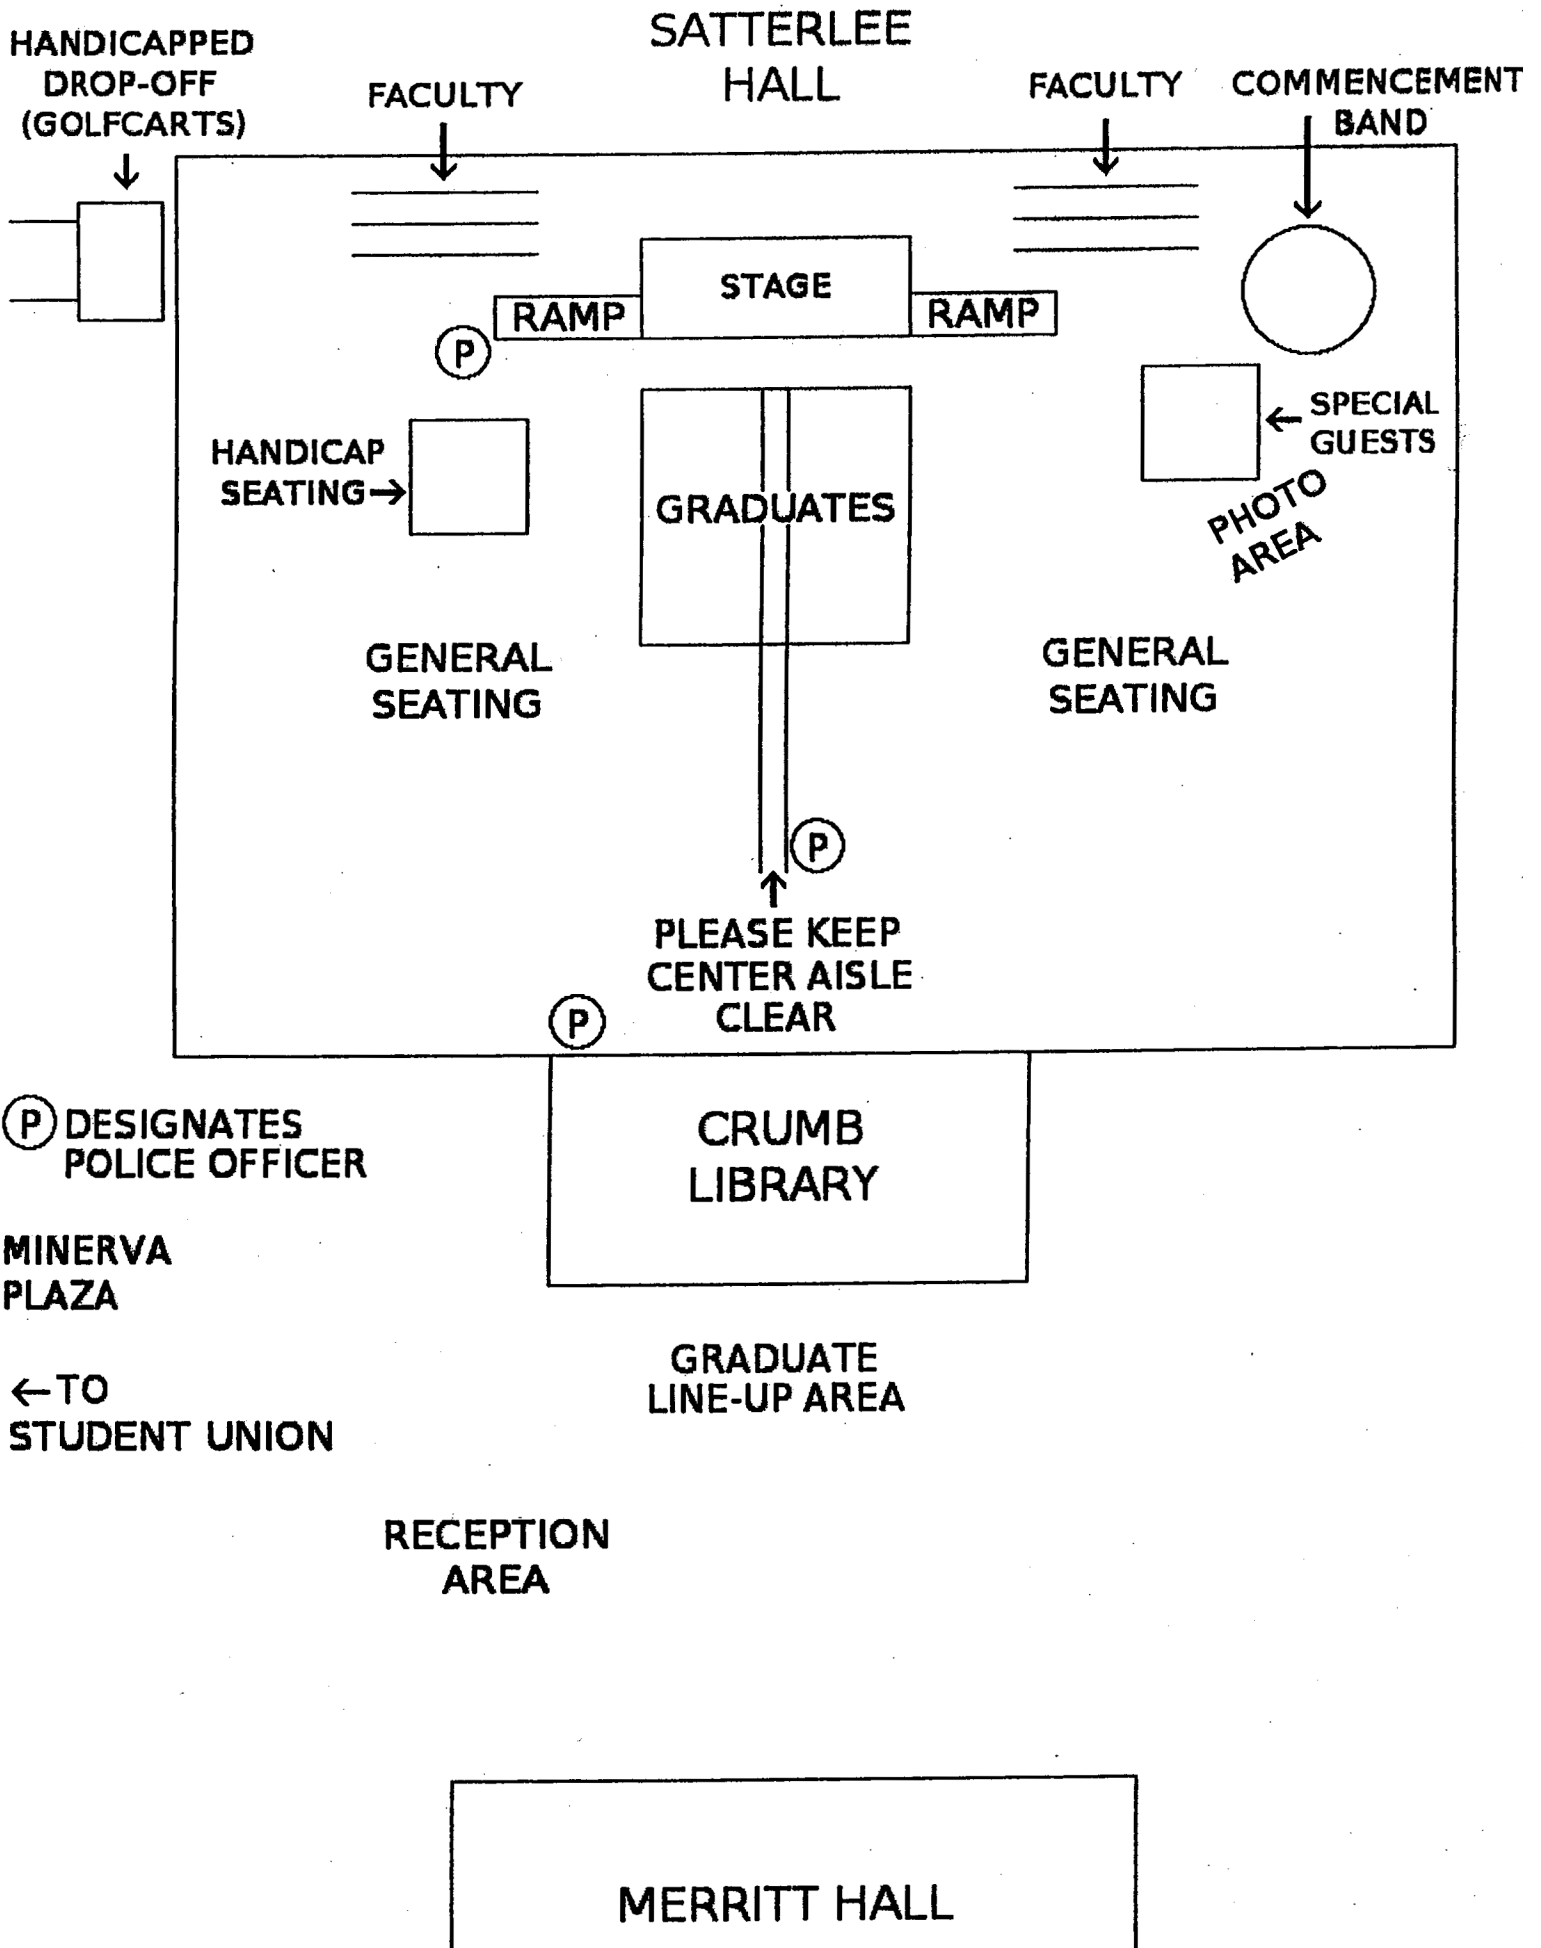 SATTERLEE
HALL
HANDICAPPED
DROP-OFF
(GOLFCARTS)
FACULTY
FACULTY
COMMENCEMENT
BAND
STAGE
RAMP
RAMP
P
SPECIAL
GUESTS
HANDICAP
SEATING
GRADUATES
PHOTO
AREA
GENERAL
SEATING
GENERAL
SEATING
P
PLEASE KEEP
CENTER AISLE
CLEAR
P
P DESIGNATES
POLICE OFFICER
CRUMB
LIBRARY
MINERVA
PLAZA
GRADUATE
LINE-UP AREA
←TO
STUDENT UNION
RECEPTION
AREA
MERRITT HALL